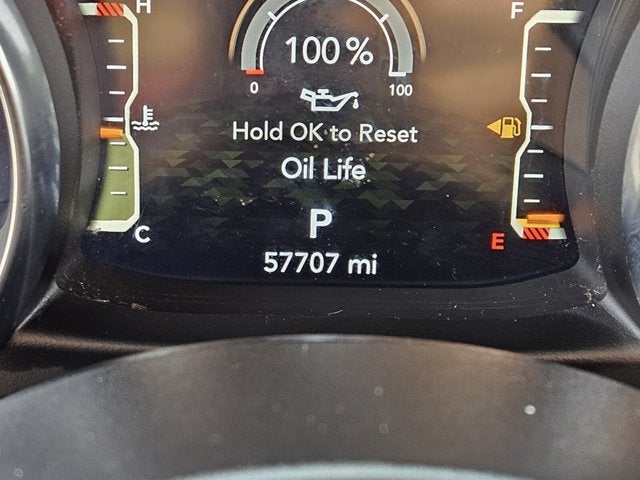 H
F
100 %
0
100
Hold OK to Reset
Oil Life
P
C
E
57707 mi